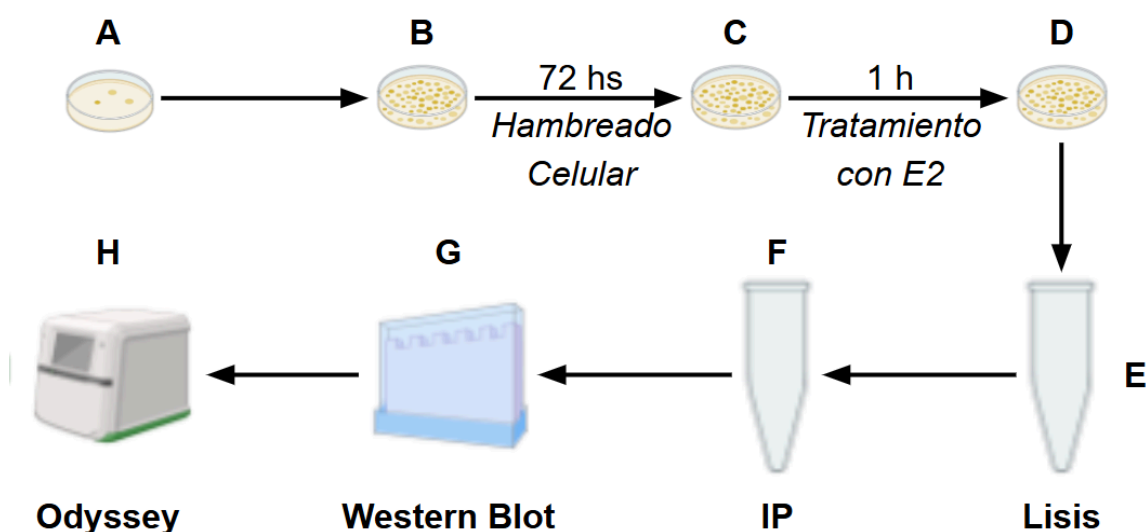 A
B
C
D
72 hs
Hambreado
Celular
1 h
Tratamiento
con E2
H
G
F
E
Odyssey
Western Blot
IP
Lisis